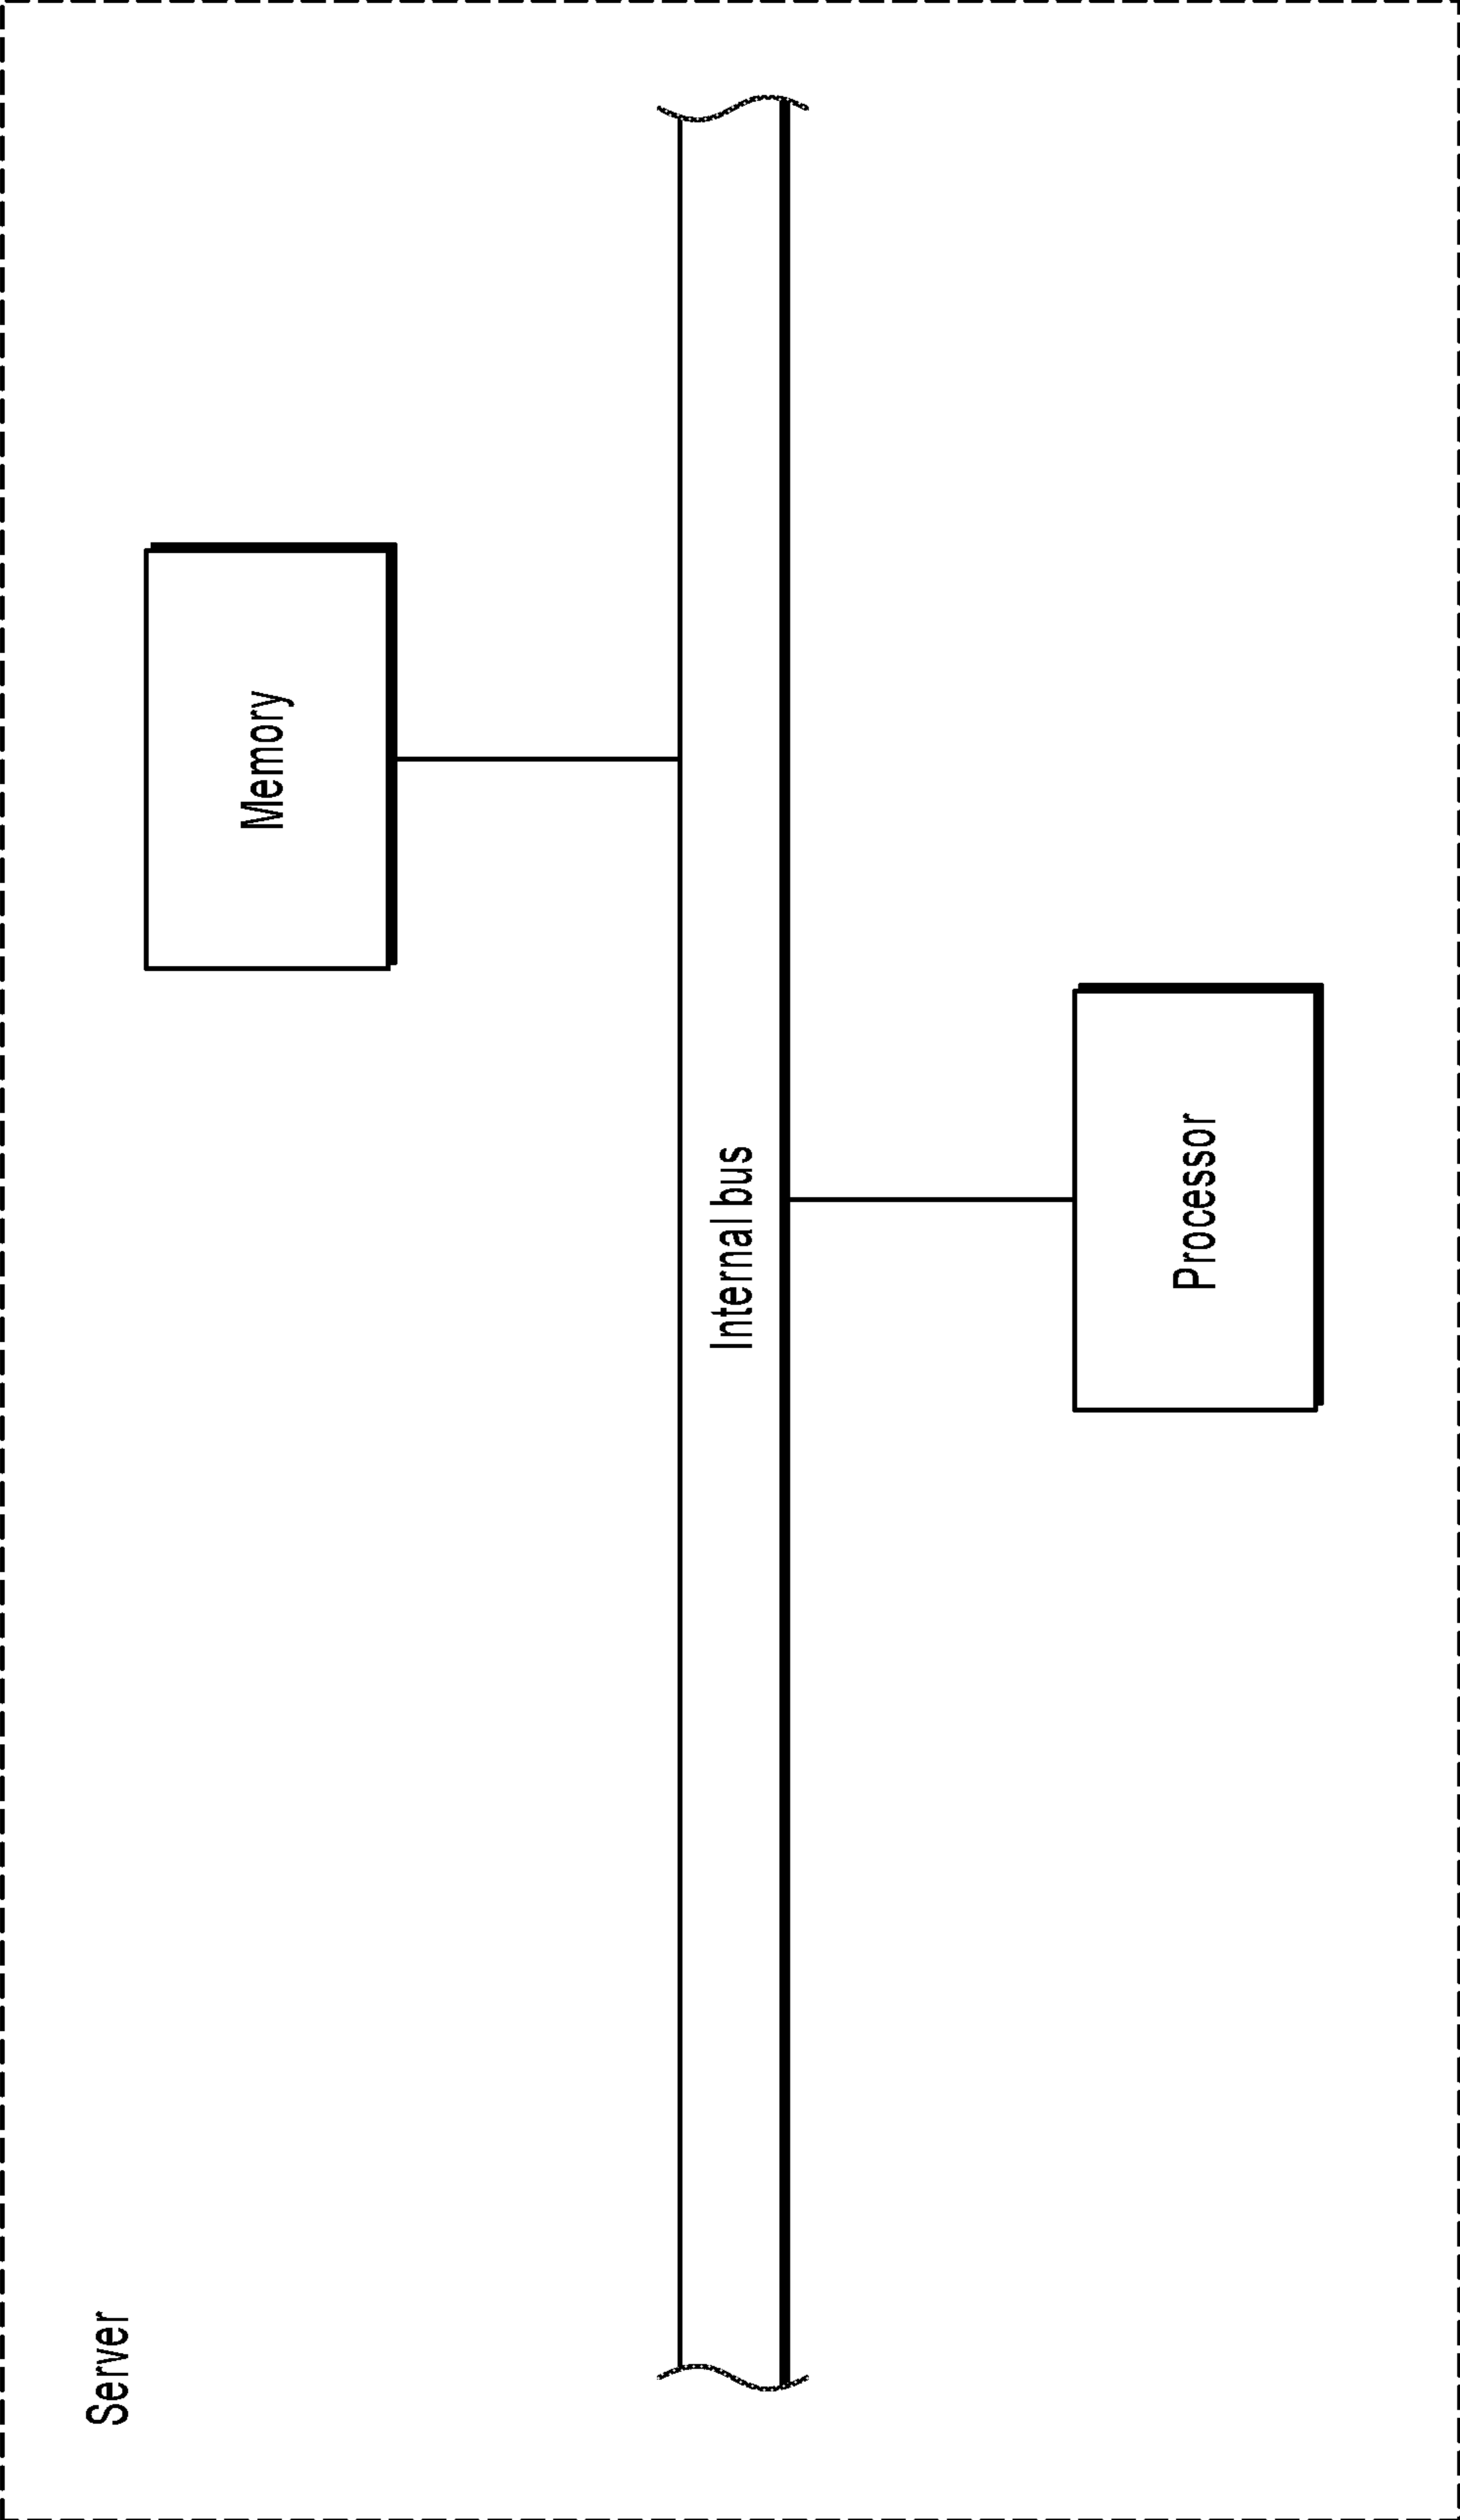 Server
Memory
Internal bus
Processor